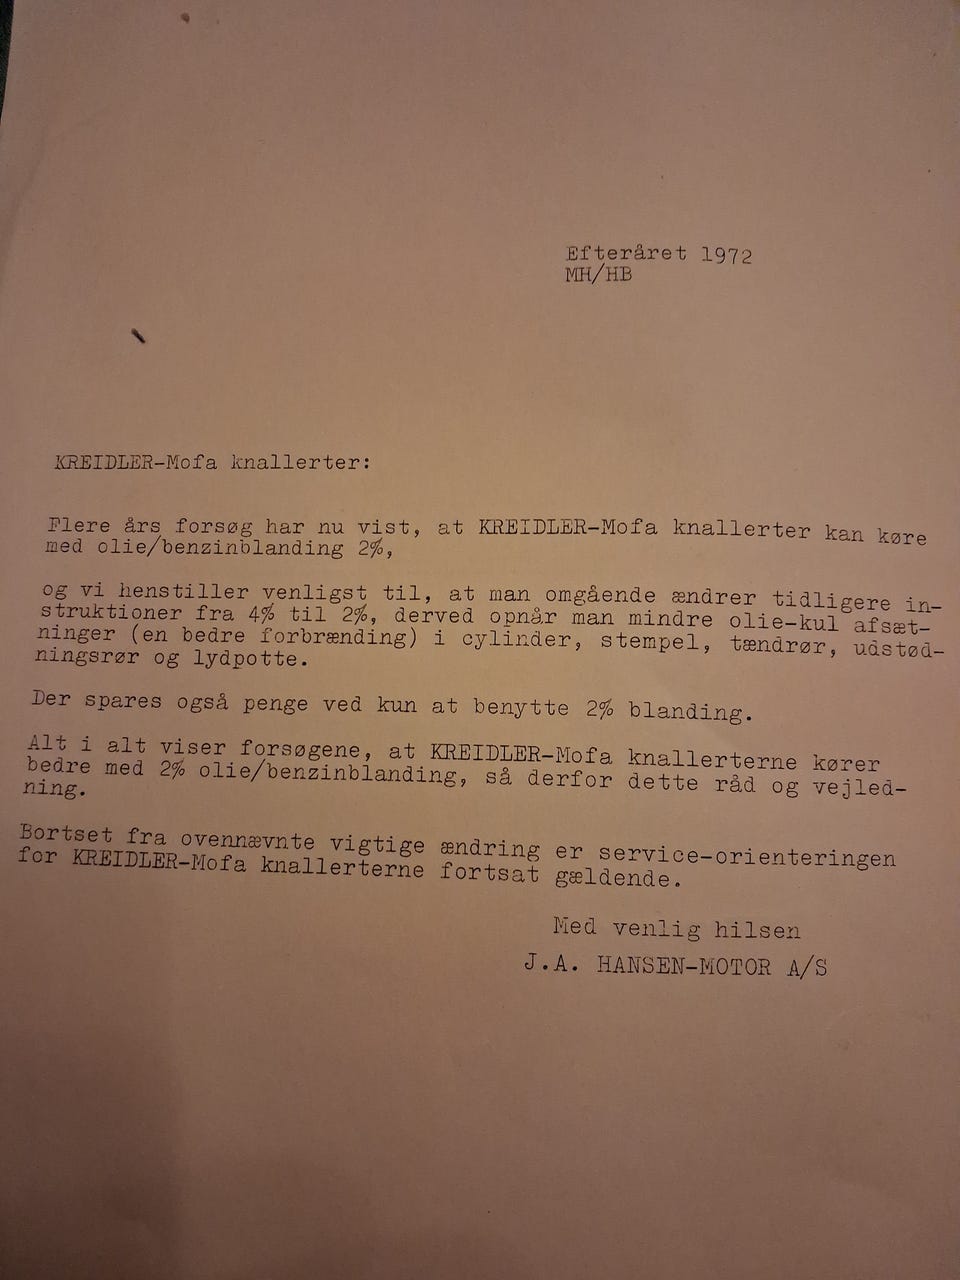 Efteråret 1972
MH/HB
KREIDLER-Mofa knallerter:
Flere års forsøg har nu vist, at KREIDLER-Mofa knallerter kan køre
med olie/benzinblanding 2%,
og vi henstiller venligst til, at man omgående ændrer tidligere in-
struktioner fra 4% til 2%, derved opnår man mindre olie-kul afsæt-
ninger (en bedre forbrænding) i cylinder, stempel, tændrør, udstød-
ningsrør og lydpotte.
Der spares også penge ved kun at benytte 2% blanding.
Alt i alt viser forsøgene, at KREIDLER-Mofa knallerterne kører
bedre med 2% olie/benzinblanding, så derfor dette råd og vejled-
ning.
Bortset fra ovennævnte vigtige ændring er service-orienteringen
for KREIDLER-Mofa knallerterne fortsat gældende.
Med venlig hilsen
J.A. HANSEN-MOTOR A/S